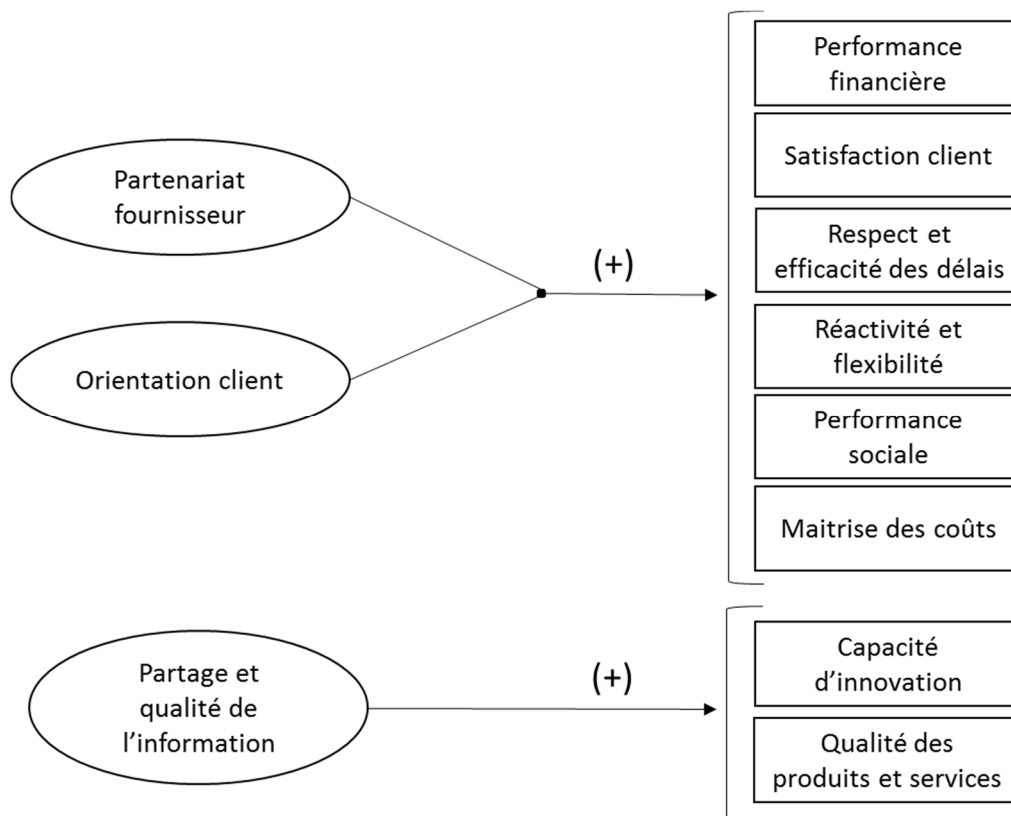 Partenariat
fournisseur
Orientation client
(+)
Performance
financière
Satisfaction client
Respect et
efficacité des délais
Réactivité et
flexibilité
Performance
sociale
Maitrise des coûts
Partage et
qualité de
l’information
(+)
Capacité
d’innovation
Qualité des
produits et services